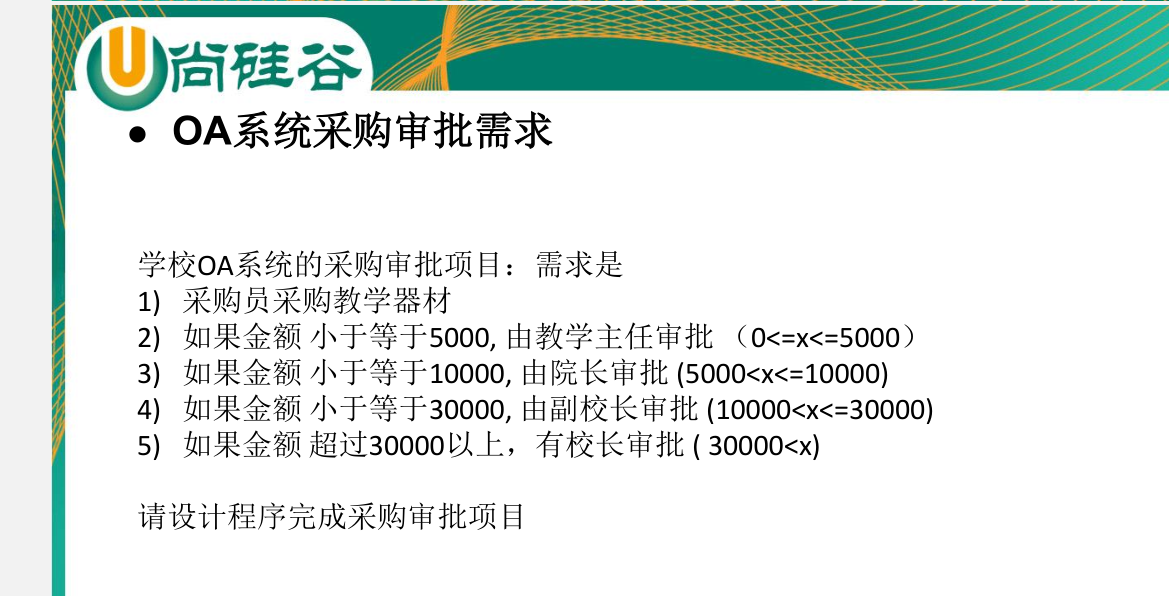 尚硅谷
● OA系统采购审批需求
学校OA系统的采购审批项目：需求是
1) 采购员采购教学器材
2) 如果金额 小于等于5000, 由教学主任审批 （0<=x<=5000）
3) 如果金额 小于等于10000, 由院长审批 (5000<x<=10000)
4) 如果金额 小于等于30000, 由副校长审批 (10000<x<=30000)
5) 如果金额 超过30000以上，有校长审批 ( 30000<x)
请设计程序完成采购审批项目